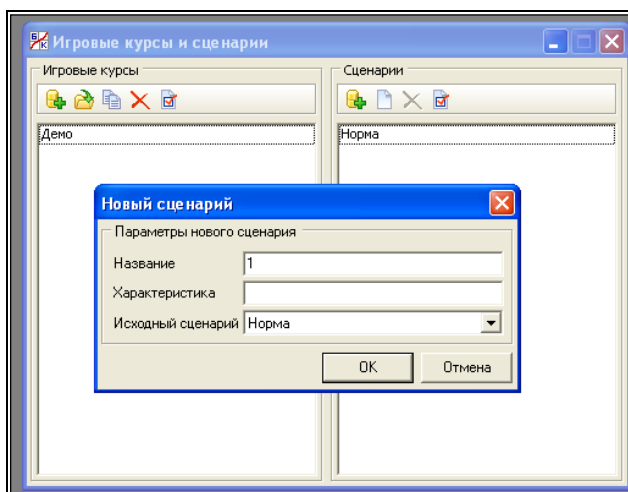 Игровые курсы и сценарии
Игровые курсы
Сценарии
Демо
Норма
Новый сценарий
Параметры нового сценария
Название 1
Характеристика
Исходный сценарий Норма
ОК Отмена